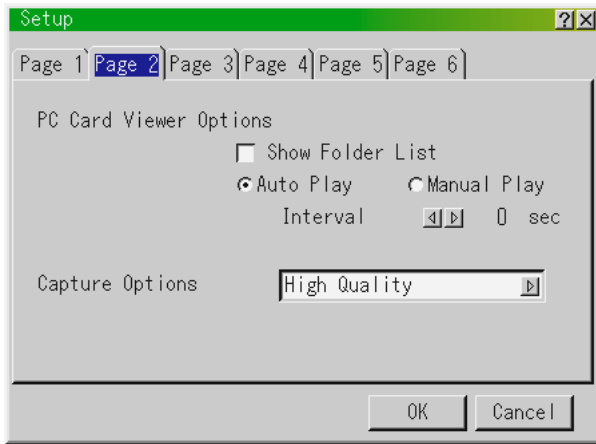 Setup
Page 1 Page 2 Page 3 Page 4 Page 5 Page 6
PC Card Viewer Options
Show Folder List
Auto Play Manual Play
Interval 0 sec
Capture Options High Quality
OK Cancel